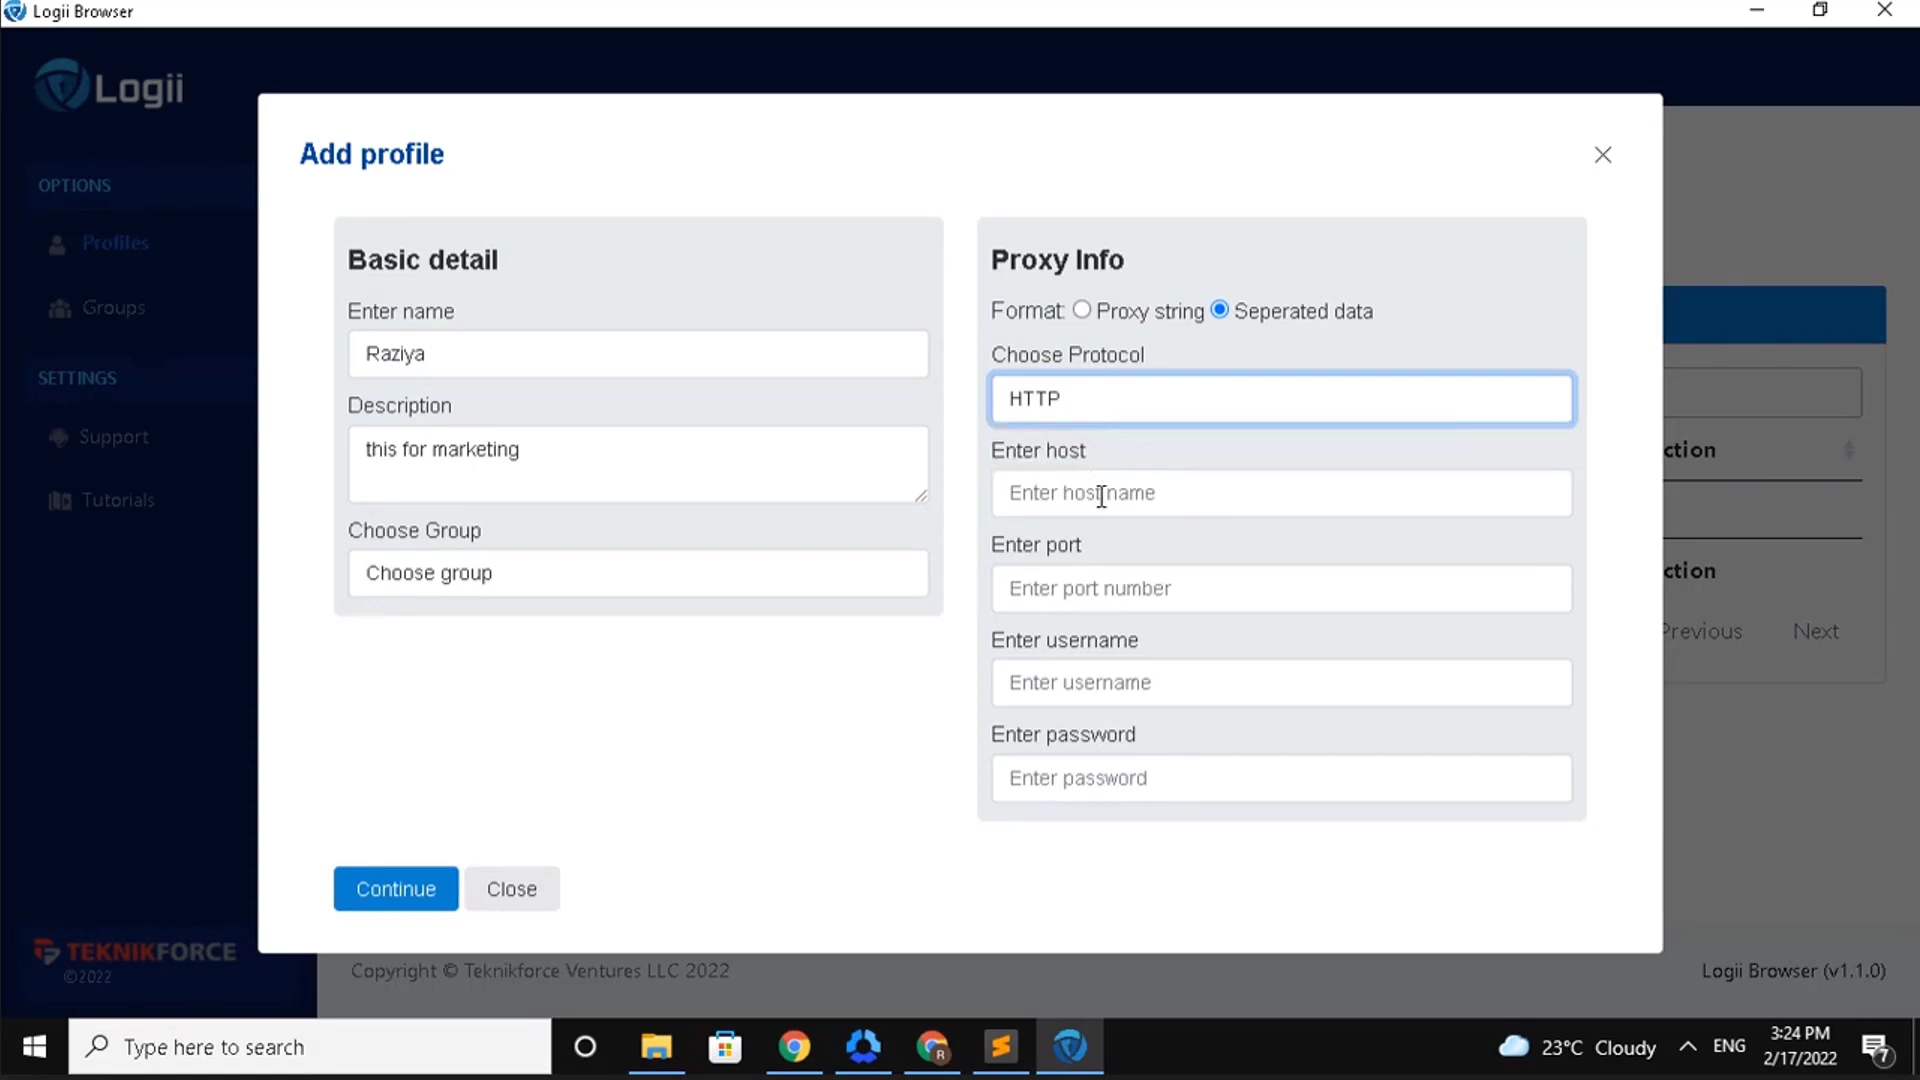 Logii Browser
Logii
OPTIONS
Profiles
Groups
SETTINGS
Support
Tutorials
TEKNIKFORCE
©2022
Add profile
Basic detail
Enter name
Raziya
Description
this for marketing
Choose Group
Choose group
Proxy Info
Format: Proxy string Seperated data
Choose Protocol
HTTP
Enter host
Enter host name
Enter port
Enter port number
Enter username
Enter username
Enter password
Enter password
Continue Close
ction
ction
Previous Next
Copyright © Teknikforce Ventures LLC 2022
Logii Browser (v1.1.0)
Type here to search
R
23°C Cloudy
ENG
3:24 PM
2/17/2022
7